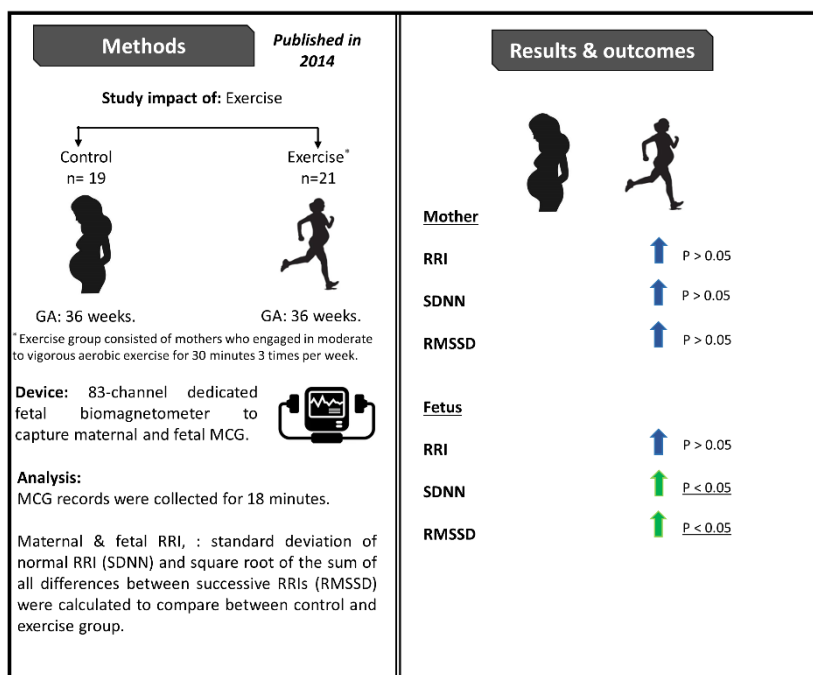 Methods
Published in
2014
Study impact of: Exercise
Control
n= 19
Exercise*
n=21
GA: 36 weeks.
GA: 36 weeks.
* Exercise group consisted of mothers who engaged in moderate
to vigorous aerobic exercise for 30 minutes 3 times per week.
Device: 83-channel dedicated
fetal biomagnetometer to
capture maternal and fetal MCG.
Analysis:
MCG records were collected for 18 minutes.
Maternal & fetal RRI, : standard deviation of
normal RRI (SDNN) and square root of the sum of
all differences between successive RRIs (RMSSD)
were calculated to compare between control and
exercise group.
Results & outcomes
Mother
RRI P > 0.05
SDNN P > 0.05
RMSSD P > 0.05
Fetus
RRI P > 0.05
SDNN P < 0.05
RMSSD P < 0.05